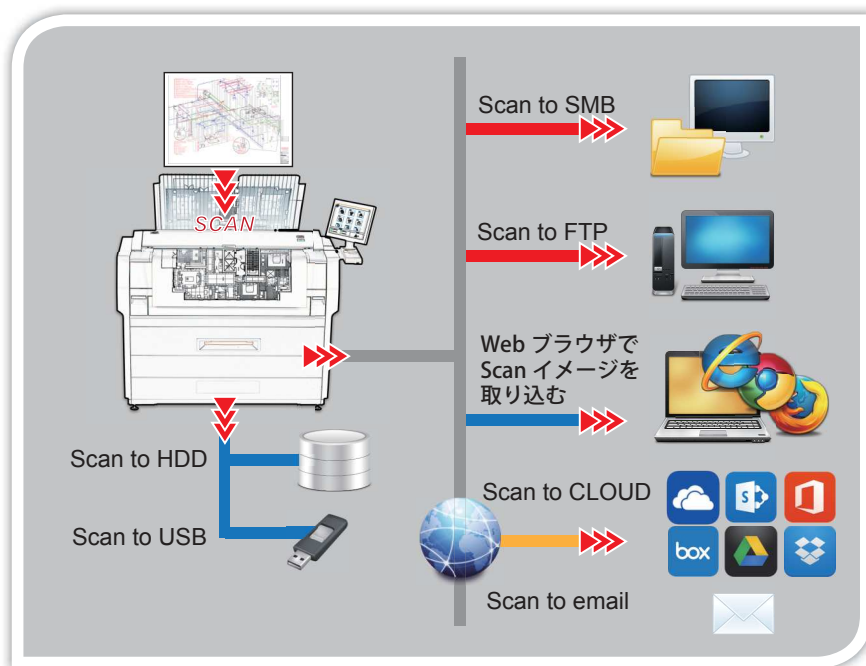 SCAN
Scan to SMB
Scan to FTP
Web ブラウザで
Scan イメージを
取り込む
Scan to HDD
Scan to USB
Scan to CLOUD
S
box
Scan to email